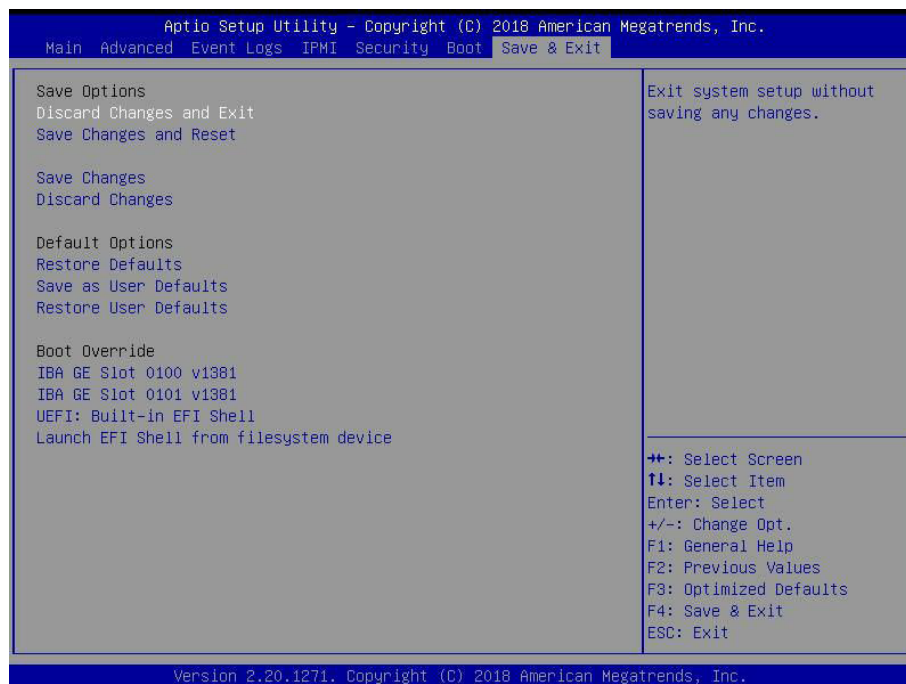 Aptio Setup Utility – Copyright (C) 2018 American Megatrends, Inc.
Main Advanced Event Logs IPMI Security Boot Save & Exit
Save Options
Discard Changes and Exit
Save Changes and Reset
Save Changes
Discard Changes
Default Options
Restore Defaults
Save as User Defaults
Restore User Defaults
Boot Override
IBA GE Slot 0100 v1381
IBA GE Slot 0101 v1381
UEFI: Built-in EFI Shell
Launch EFI Shell from filesystem device
Exit system setup without
saving any changes.
→←: Select Screen
↑↓: Select Item
Enter: Select
+/-: Change Opt.
F1: General Help
F2: Previous Values
F3: Optimized Defaults
F4: Save & Exit
ESC: Exit
Version 2.20.1271. Copyright (C) 2018 American Megatrends, Inc.